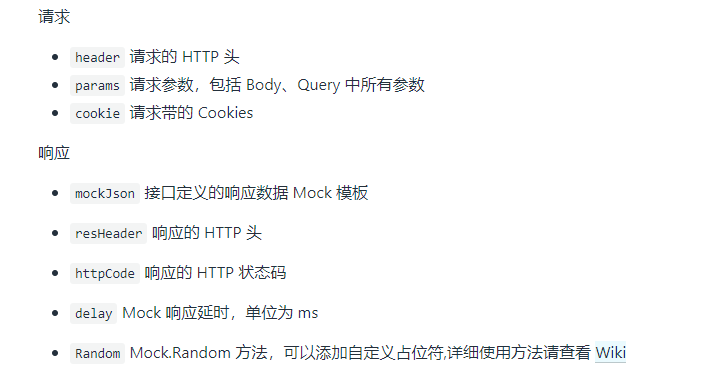 请求
header 请求的 HTTP 头
params 请求参数，包括 Body、Query 中所有参数
cookie 请求带的 Cookies
响应
mockJson 接口定义的响应数据 Mock 模板
resHeader 响应的 HTTP 头
httpCode 响应的 HTTP 状态码
delay Mock 响应延时，单位为 ms
Random Mock.Random 方法，可以添加自定义占位符,详细使用方法请查看 Wiki